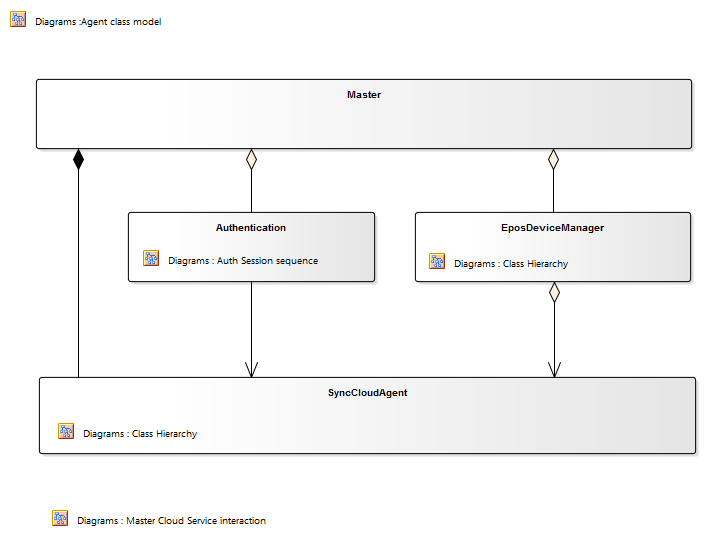 Diagrams :Agent class model
Master
Authentication
Diagrams : Auth Session sequence
EposDeviceManager
Diagrams : Class Hierarchy
SyncCloudAgent
Diagrams : Class Hierarchy
Diagrams : Master Cloud Service interaction